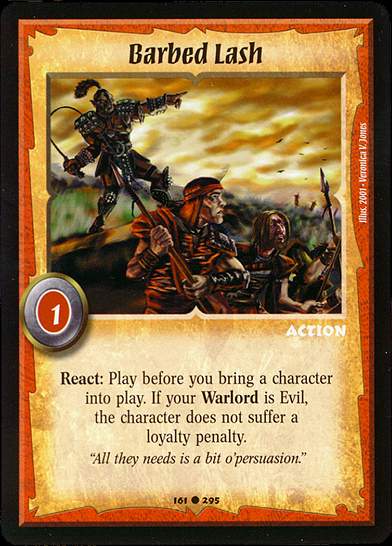 Barbed Lash
Illus. 2001 • Veronica V. Jones
1
ACTION
React: Play before you bring a character
into play. If your Warlord is Evil,
the character does not suffer a
loyalty penalty.
“All they needs is a bit o’persuasion.”
161 ● 295